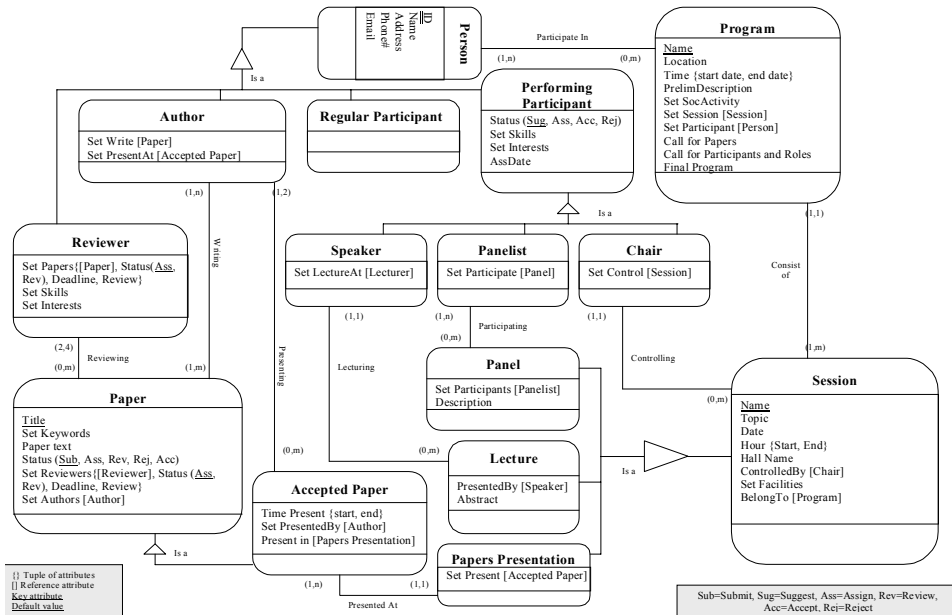 Person
ID
Name
Address
Phone#
Email
Participate In
(1,n)
(0,m)
Program
Name
Location
Time {start date, end date}
PrelimDescription
Set SocActivity
Set Session [Session]
Set Participant [Person]
Call for Papers
Call for Participants and Roles
Final Program
Is a
Author
Set Write [Paper]
Set PresentAt [Accepted Paper]
Regular Participant
Performing
Participant
Status (Sug, Ass, Acc, Rej)
Set Skills
Set Interests
AssDate
(1,n)
(1,2)
Is a
(1,1)
Reviewer
Set Papers{[Paper], Status(Ass,
Rev), Deadline, Review}
Set Skills
Set Interests
Writing
Speaker
Set LectureAt [Lecturer]
Panelist
Set Participate [Panel]
Chair
Set Control [Session]
Consist
of
(2,4)
Reviewing
(0,m)
(1,m)
Presenting
(1,1)
Lecturing
(1,n)
Participating
(0,m)
(1,1)
Controlling
(1,m)
Panel
Set Participants [Panelist]
Description
(0,m)
Session
Name
Topic
Date
Hour {Start, End}
Hall Name
ControlledBy [Chair]
Set Facilities
BelongTo [Program]
Paper
Title
Set Keywords
Paper text
Status (Sub, Ass, Rev, Rej, Acc)
Set Reviewers{[Reviewer], Status (Ass,
Rev), Deadline, Review}
Set Authors [Author]
(0,m)
(0,m)
Lecture
PresentedBy [Speaker]
Abstract
Is a
Accepted Paper
Time Present {start, end}
Set PresentedBy [Author]
Present in [Papers Presentation]
Is a
Papers Presentation
Set Present [Accepted Paper]
(1,n)
(1,1)
Presented At
{} Tuple of attributes
[] Reference attribute
Key attribute
Default value
Sub=Submit, Sug=Suggest, Ass=Assign, Rev=Review,
Acc=Accept, Rej=Reject